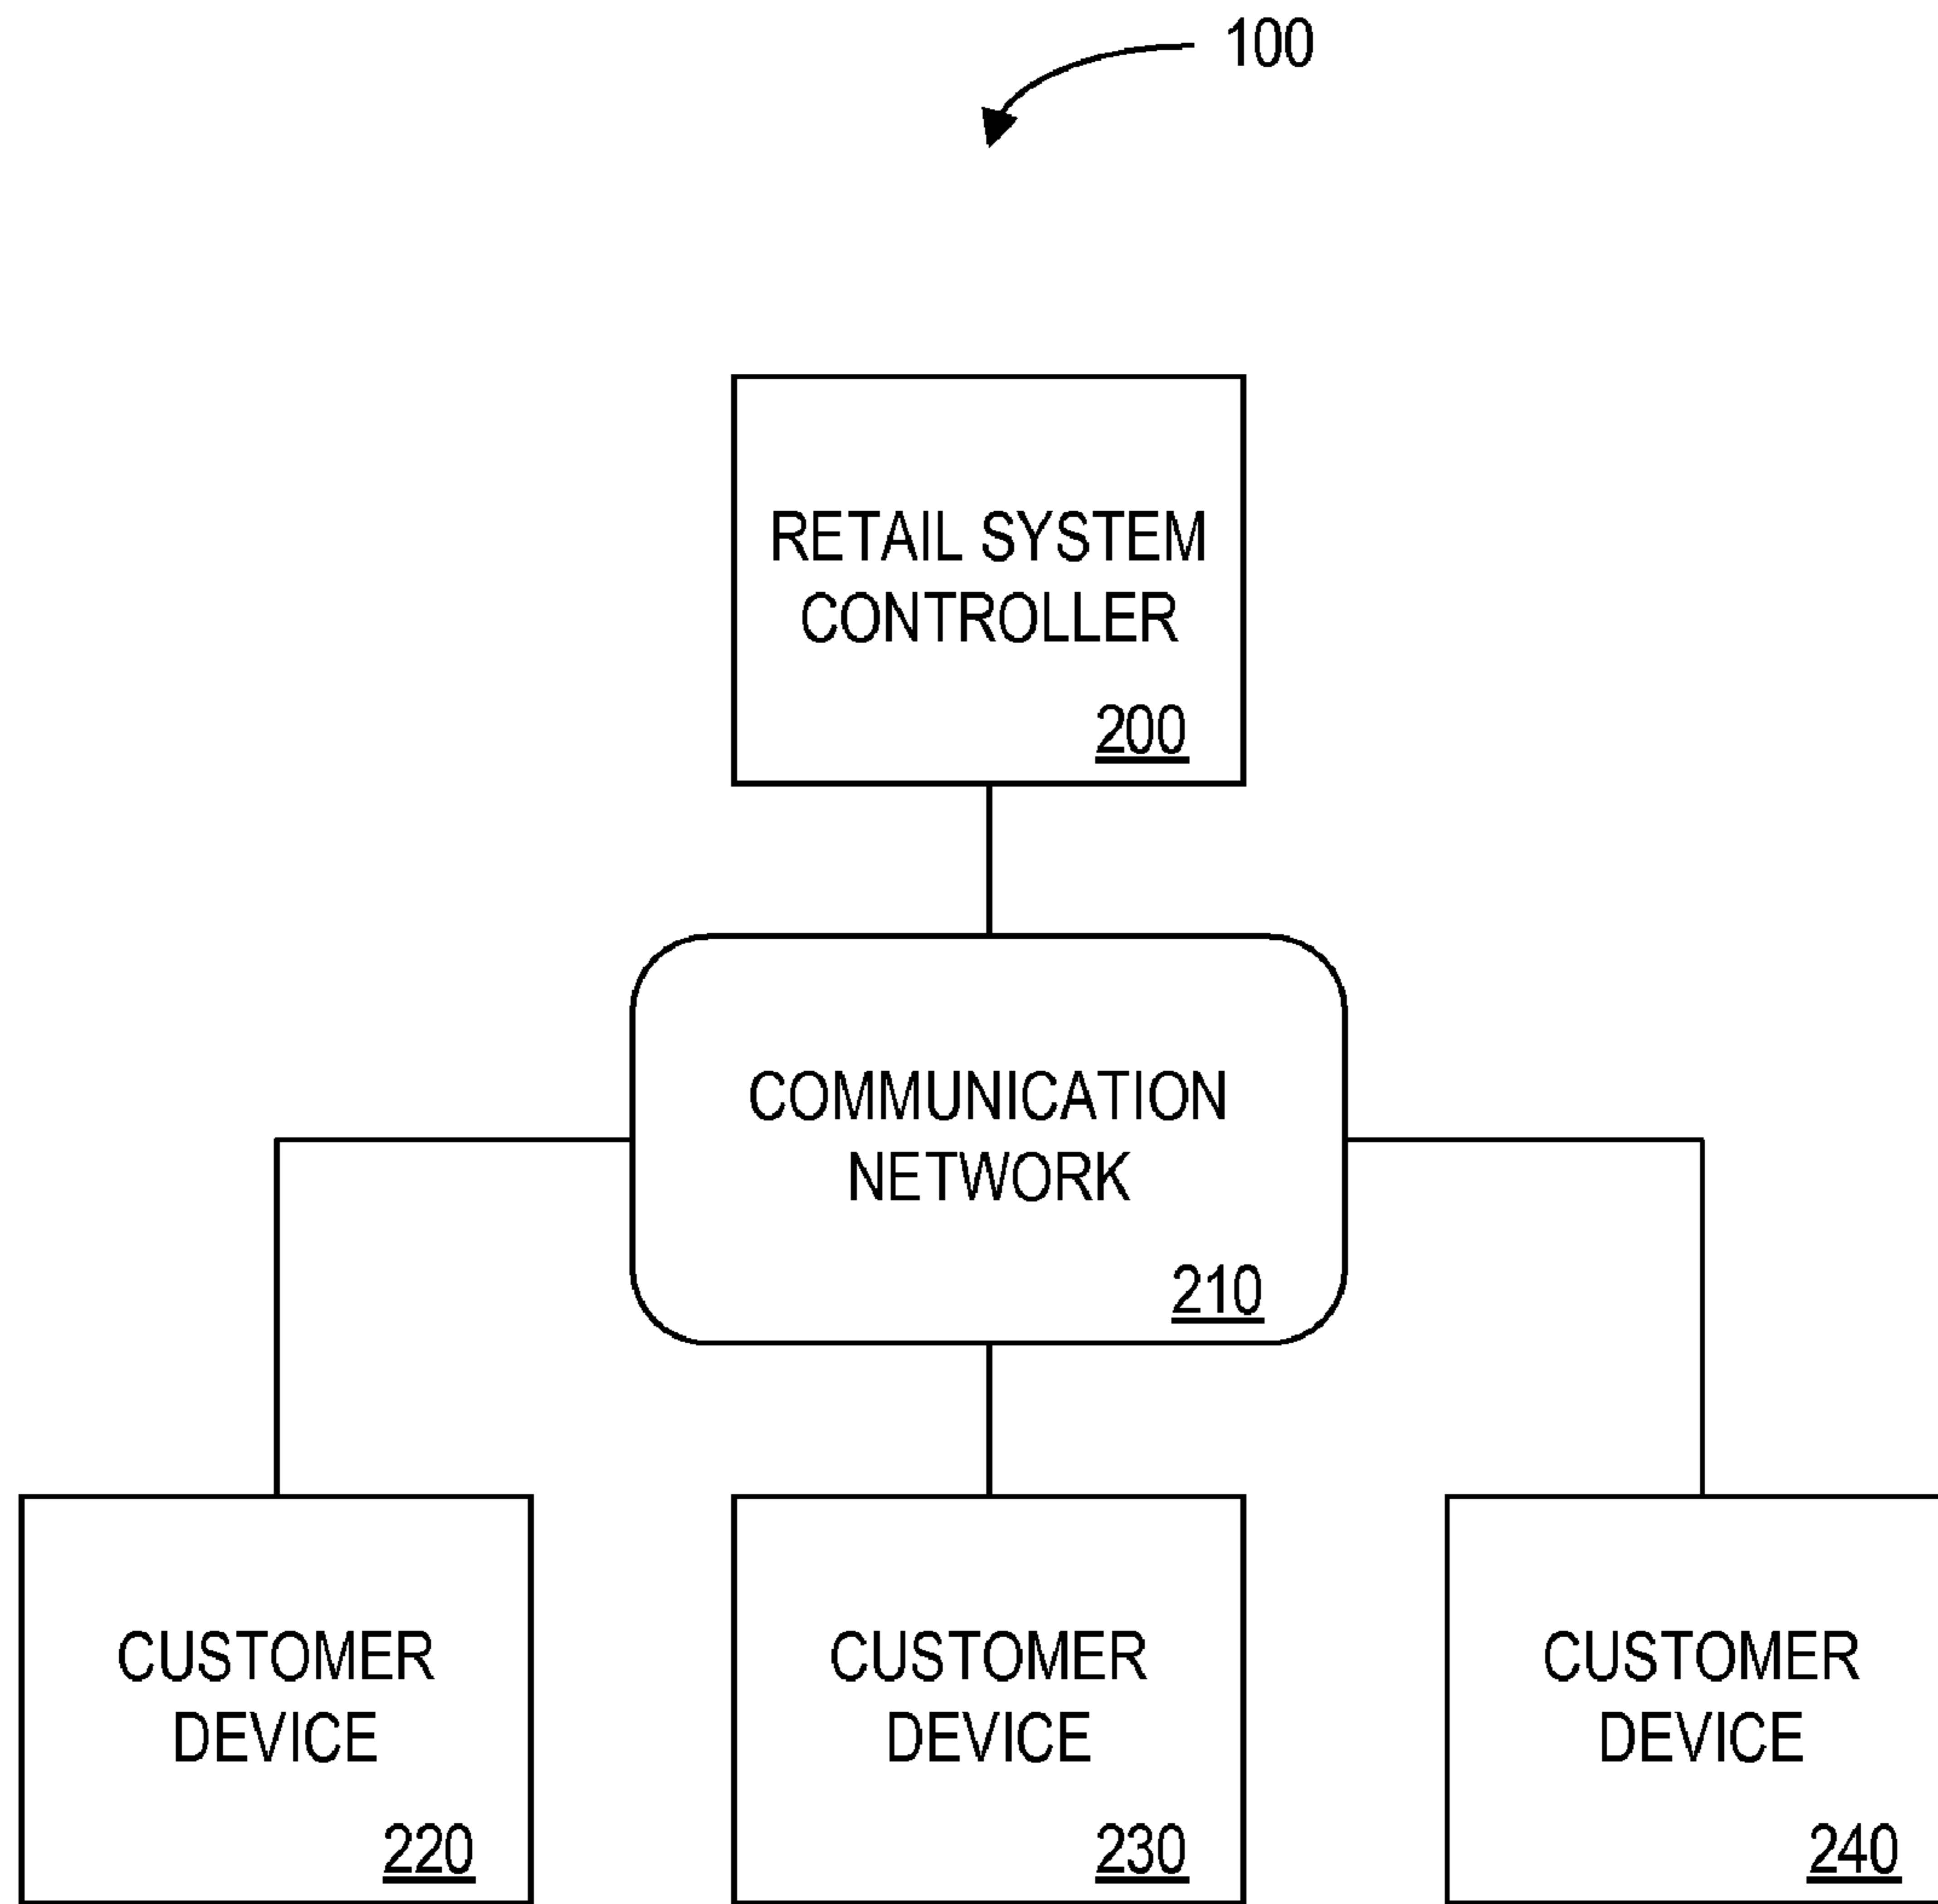 100
RETAIL SYSTEM
CONTROLLER
200
COMMUNICATION
NETWORK
210
CUSTOMER
DEVICE
220
CUSTOMER
DEVICE
230
CUSTOMER
DEVICE
240